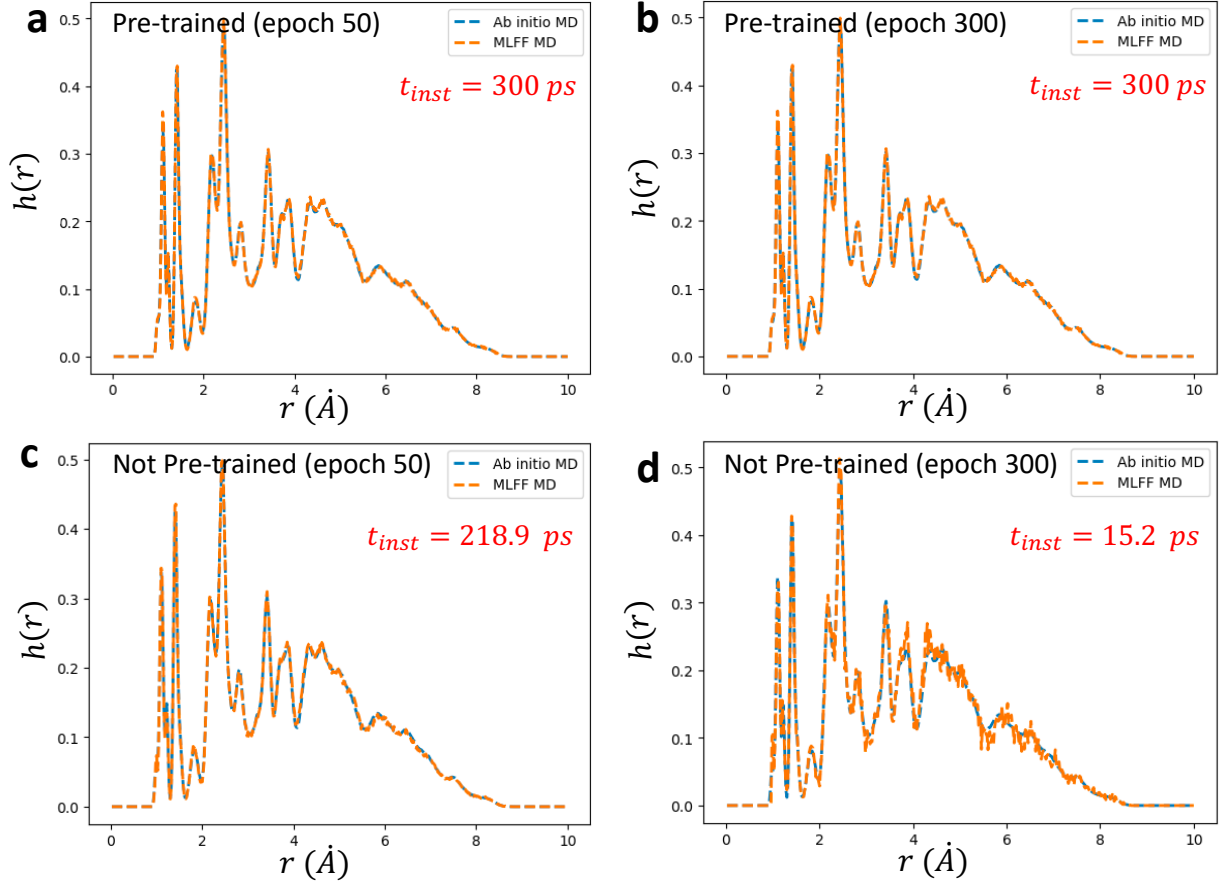 a
Pre-trained (epoch 50)
Ab initio MD
MLFF MD
t_inst = 300 ps
0.5
0.4
0.3
0.2
0.1
0.0
h(r)
0 2 4 6 8 10
r (Å)
b
Pre-trained (epoch 300)
Ab initio MD
MLFF MD
t_inst = 300 ps
0.5
0.4
0.3
0.2
0.1
0.0
h(r)
0 2 4 6 8 10
r (Å)
c
Not Pre-trained (epoch 50)
Ab initio MD
MLFF MD
t_inst = 218.9 ps
0.5
0.4
0.3
0.2
0.1
0.0
h(r)
0 2 4 6 8 10
r (Å)
d
Not Pre-trained (epoch 300)
Ab initio MD
MLFF MD
t_inst = 15.2 ps
0.5
0.4
0.3
0.2
0.1
0.0
h(r)
0 2 4 6 8 10
r (Å)